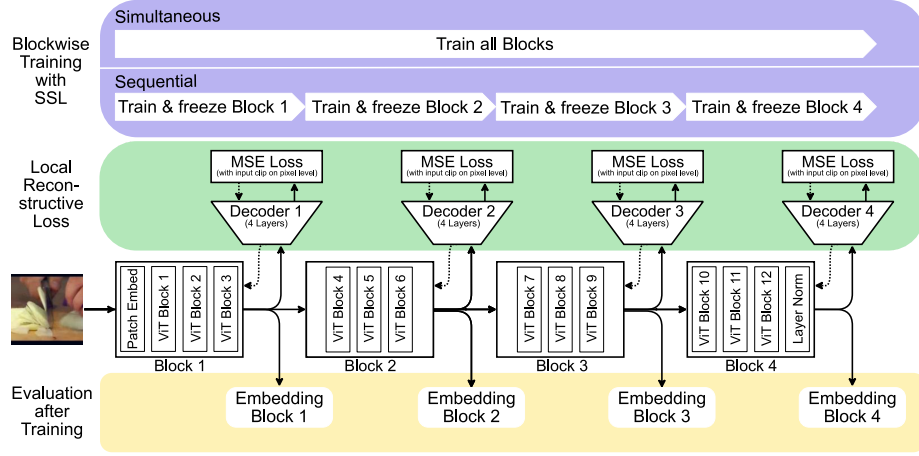 Blockwise
Training
with
SSL
Simultaneous
Train all Blocks
Sequential
Train & freeze Block 1
Train & freeze Block 2
Train & freeze Block 3
Train & freeze Block 4
Local
Recon-
structive
Loss
MSE Loss
(with input clip on pixel level)
Decoder 1
(4 Layers)
MSE Loss
(with input clip on pixel level)
Decoder 2
(4 Layers)
MSE Loss
(with input clip on pixel level)
Decoder 3
(4 Layers)
MSE Loss
(with input clip on pixel level)
Decoder 4
(4 Layers)
Patch Embed
ViT Block 1
ViT Block 2
ViT Block 3
Block 1
ViT Block 4
ViT Block 5
ViT Block 6
Block 2
ViT Block 7
ViT Block 8
ViT Block 9
Block 3
ViT Block 10
ViT Block 11
ViT Block 12
Layer Norm
Block 4
Evaluation
after
Training
Embedding
Block 1
Embedding
Block 2
Embedding
Block 3
Embedding
Block 4